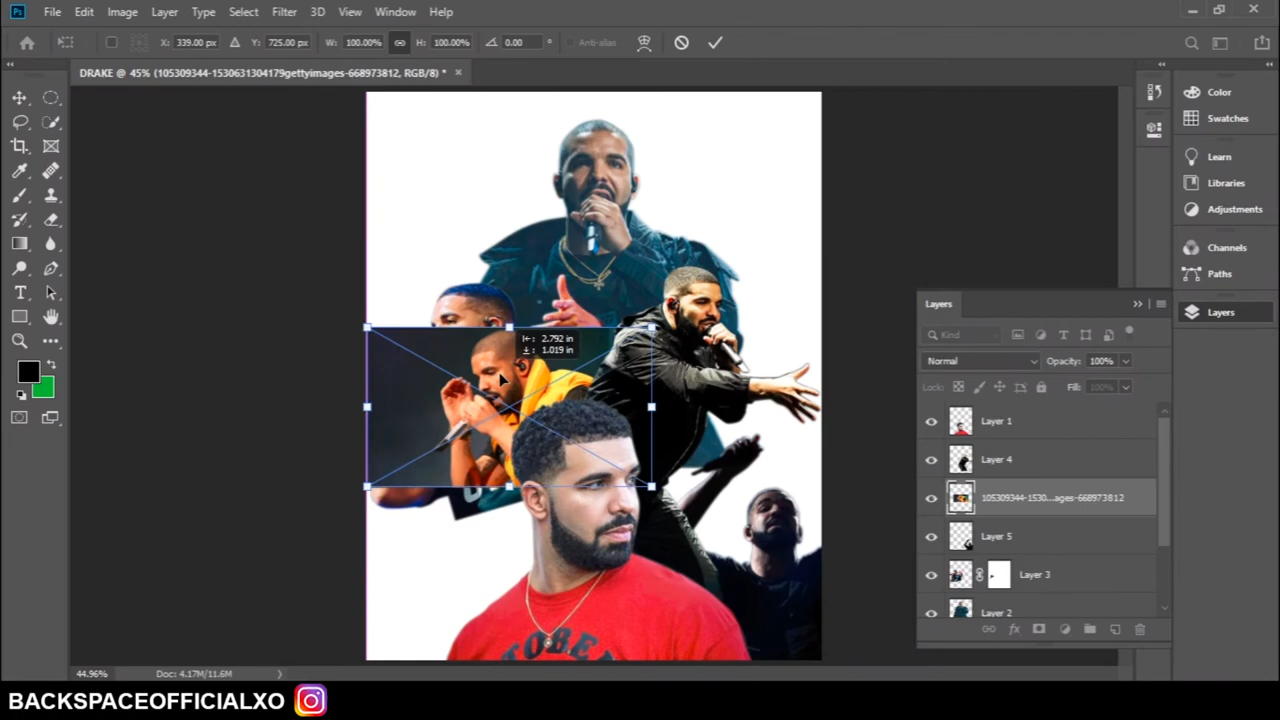 Ps File Edit Image Layer Type Select Filter 3D View Window Help
X: 339.00 px Y: 725.00 px W: 100.00% H: 100.00% 0.00 ° Anti-alias
DRAKE @ 45% (105309344-1530631304179gettyimages-668973812, RGB/8) * ×
Color
Swatches
Learn
Libraries
Adjustments
Channels
Paths
Layers
2.792 in
1.019 in
Layers
Kind
Normal Opacity: 100%
Lock: Fill: 100%
Layer 1
Layer 4
105309344-1530...ages-668973812
Layer 5
Layer 3
Layer 2
T
44.96% Doc: 4.17M/11.6M
BACKSPACEOFFICIALXO